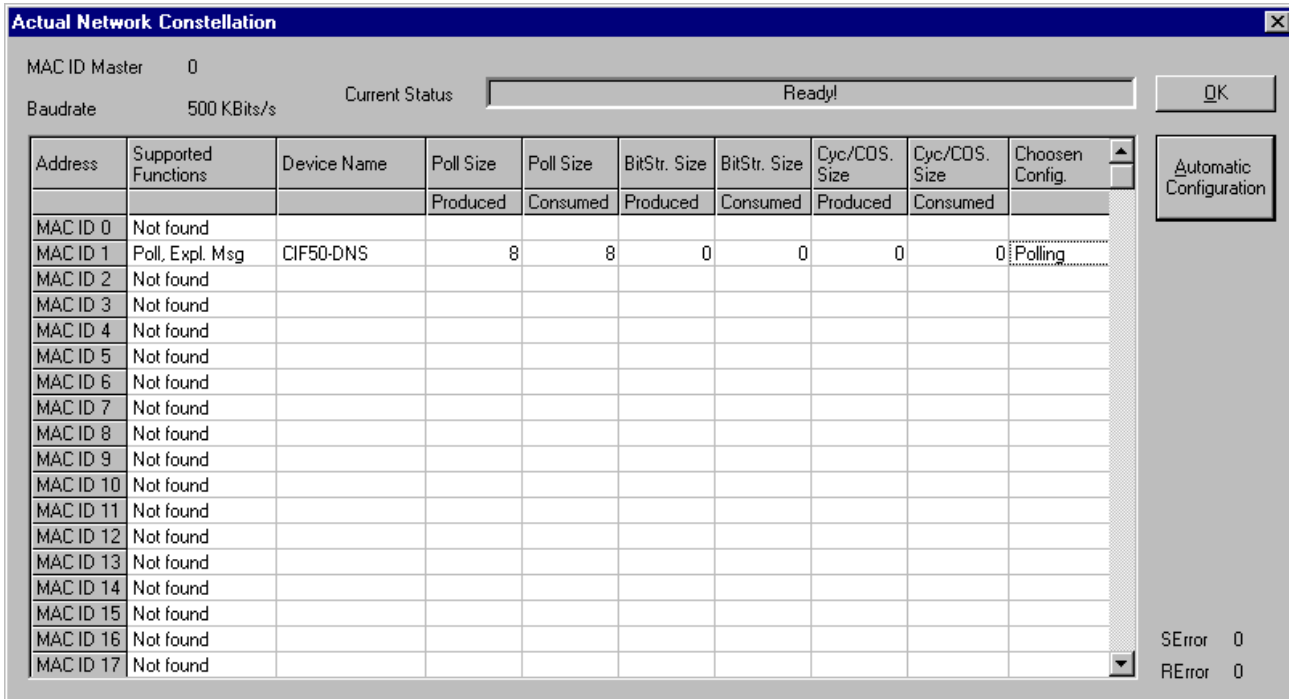 Actual Network Constellation
MAC ID Master 0
Current Status Ready! OK
Baudrate 500 KBits/s
Address Supported Functions Device Name Poll Size Poll Size BitStr. Size BitStr. Size Cyc/COS. Size Cyc/COS. Size Choosen Config.
Automatic Configuration
Produced Consumed Produced Consumed Produced Consumed
MAC ID 0 Not found
MAC ID 1 Poll, Expl. Msg CIF50-DNS 8 8 0 0 0 0 Polling
MAC ID 2 Not found
MAC ID 3 Not found
MAC ID 4 Not found
MAC ID 5 Not found
MAC ID 6 Not found
MAC ID 7 Not found
MAC ID 8 Not found
MAC ID 9 Not found
MAC ID 10 Not found
MAC ID 11 Not found
MAC ID 12 Not found
MAC ID 13 Not found
MAC ID 14 Not found
MAC ID 15 Not found
MAC ID 16 Not found
MAC ID 17 Not found
SError 0
RError 0